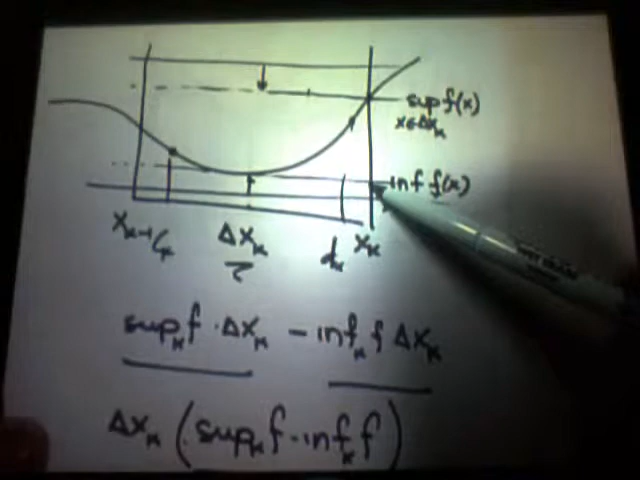 sup f(x)
x∈Δxₖ
inf f(x)
xₖ₋₁ cₖ Δxₖ dₖ xₖ
supₖ f · Δxₖ - infₖ f Δxₖ
Δxₖ (supₖ f - infₖ f)